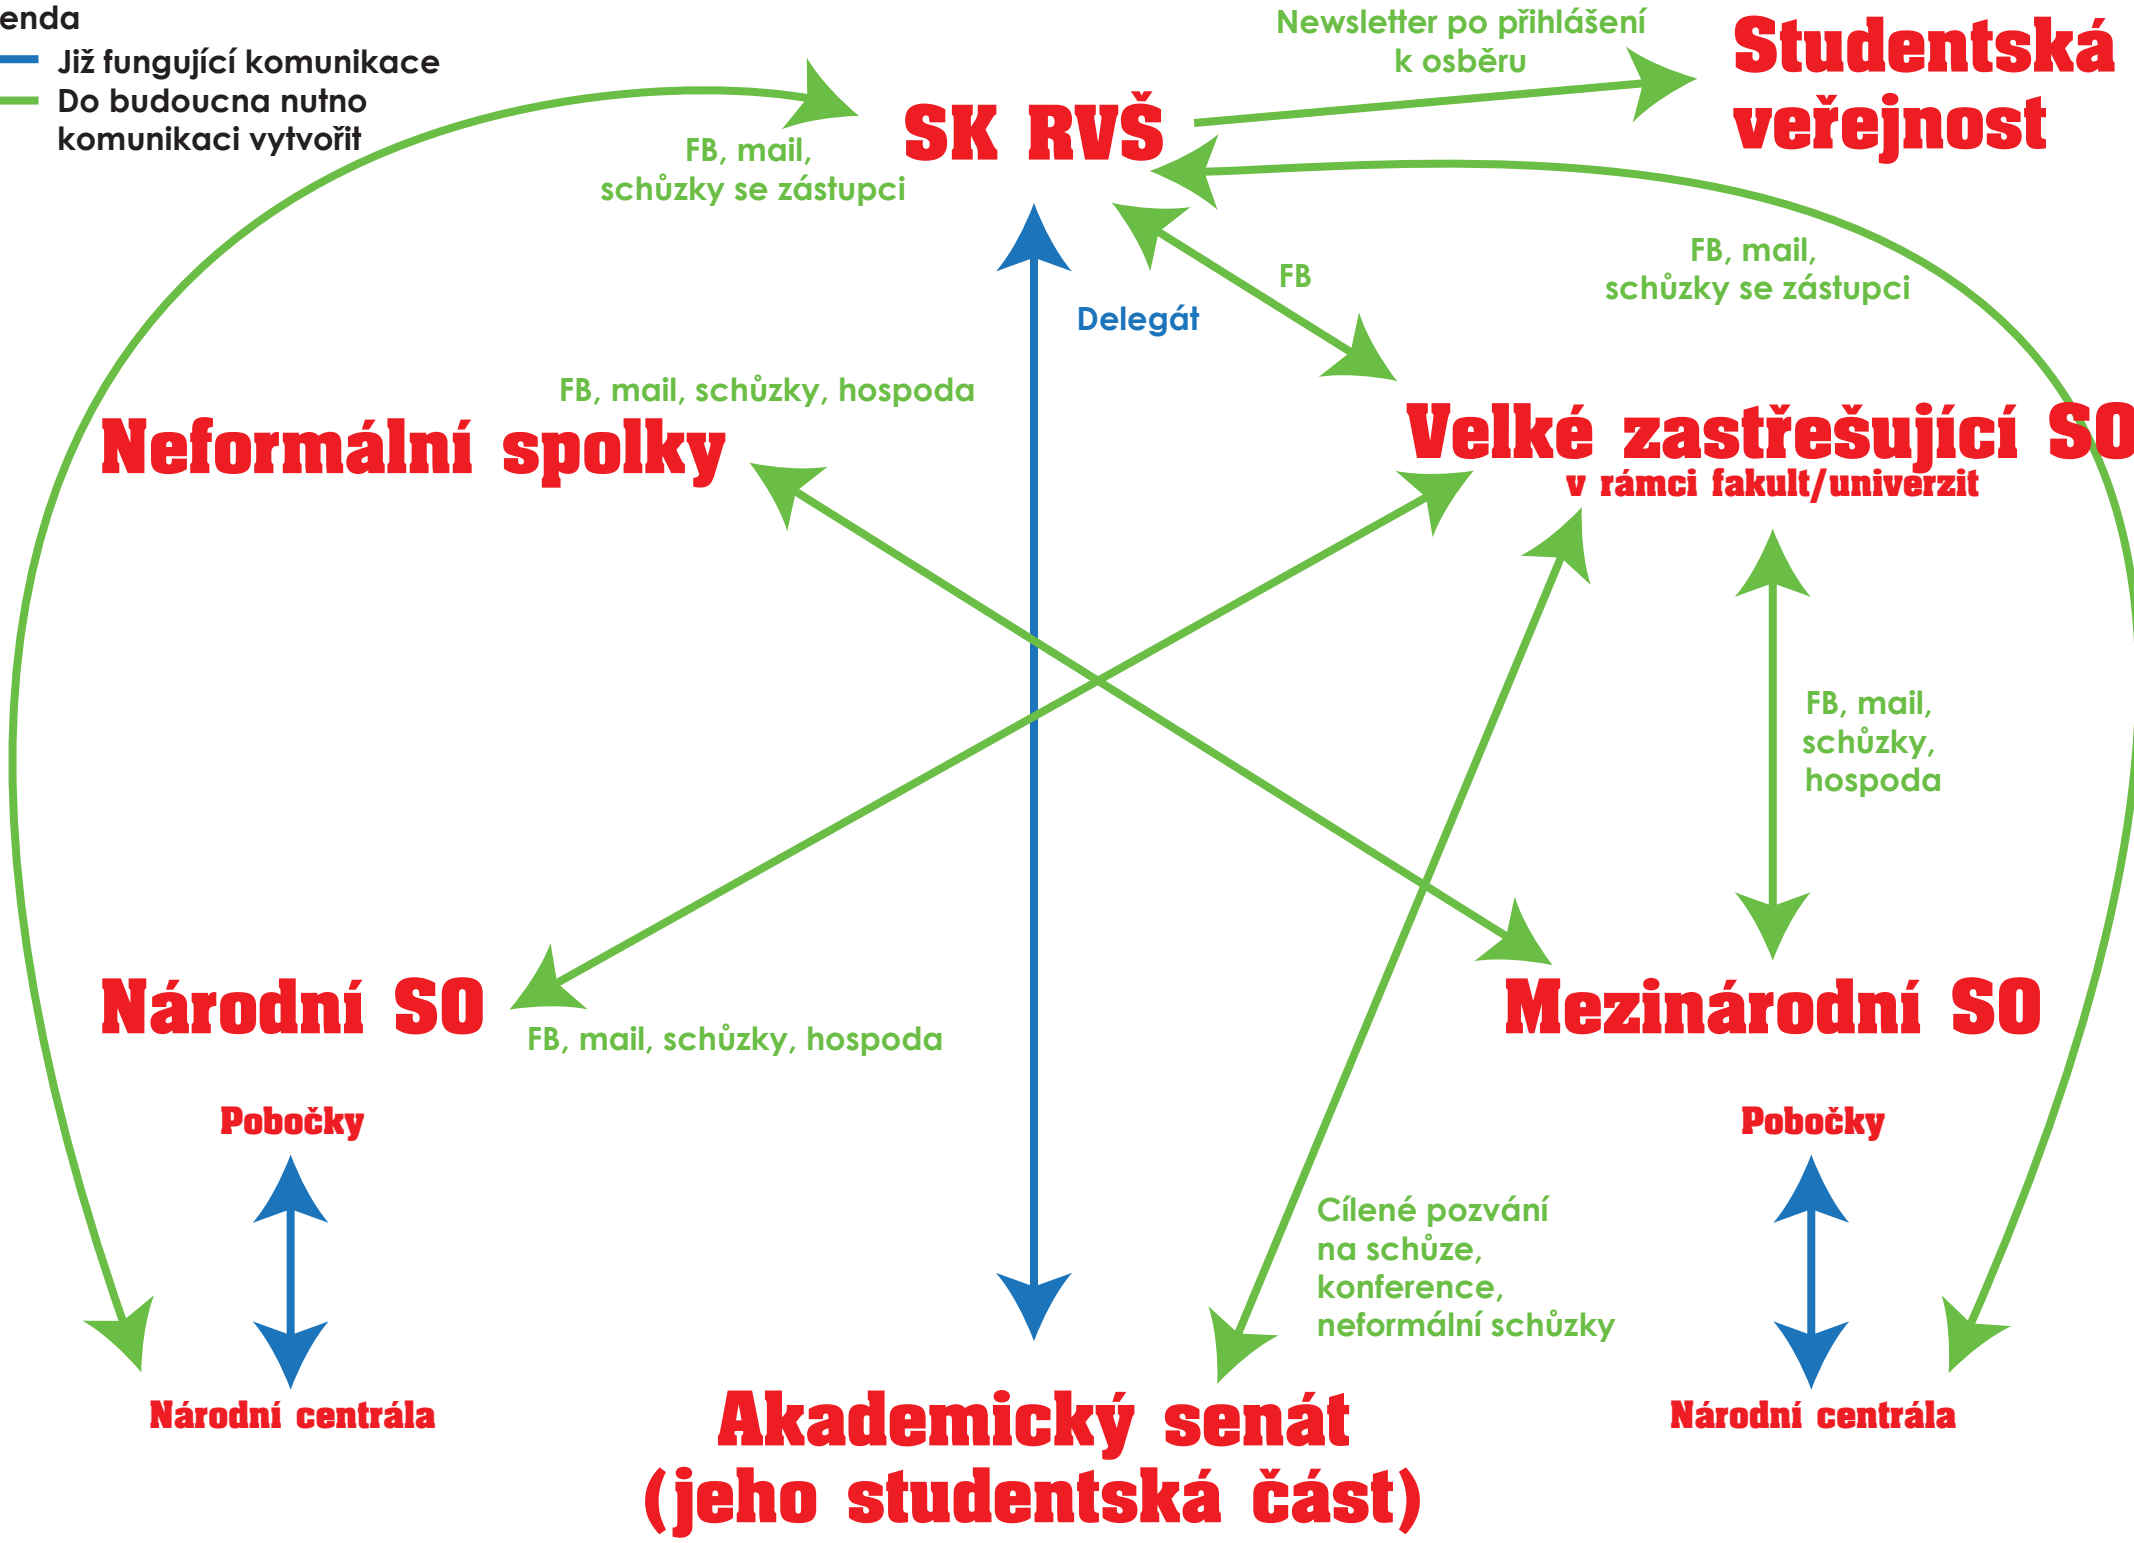 enda
Již fungující komunikace
Do budoucna nutno
komunikaci vytvořit
Newsletter po přihlášení
k osběru
Studentská
veřejnost
SK RVŠ
FB, mail,
schůzky se zástupci
FB
FB, mail,
schůzky se zástupci
Delegát
FB, mail, schůzky, hospoda
Neformální spolky
Velké zastřešující SO
v rámci fakult/univerzit
FB, mail,
schůzky,
hospoda
Národní SO
FB, mail, schůzky, hospoda
Mezinárodní SO
Pobočky
Pobočky
Cílené pozvání
na schůze,
konference,
neformální schůzky
Národní centrála
Akademický senát
(jeho studentská část)
Národní centrála